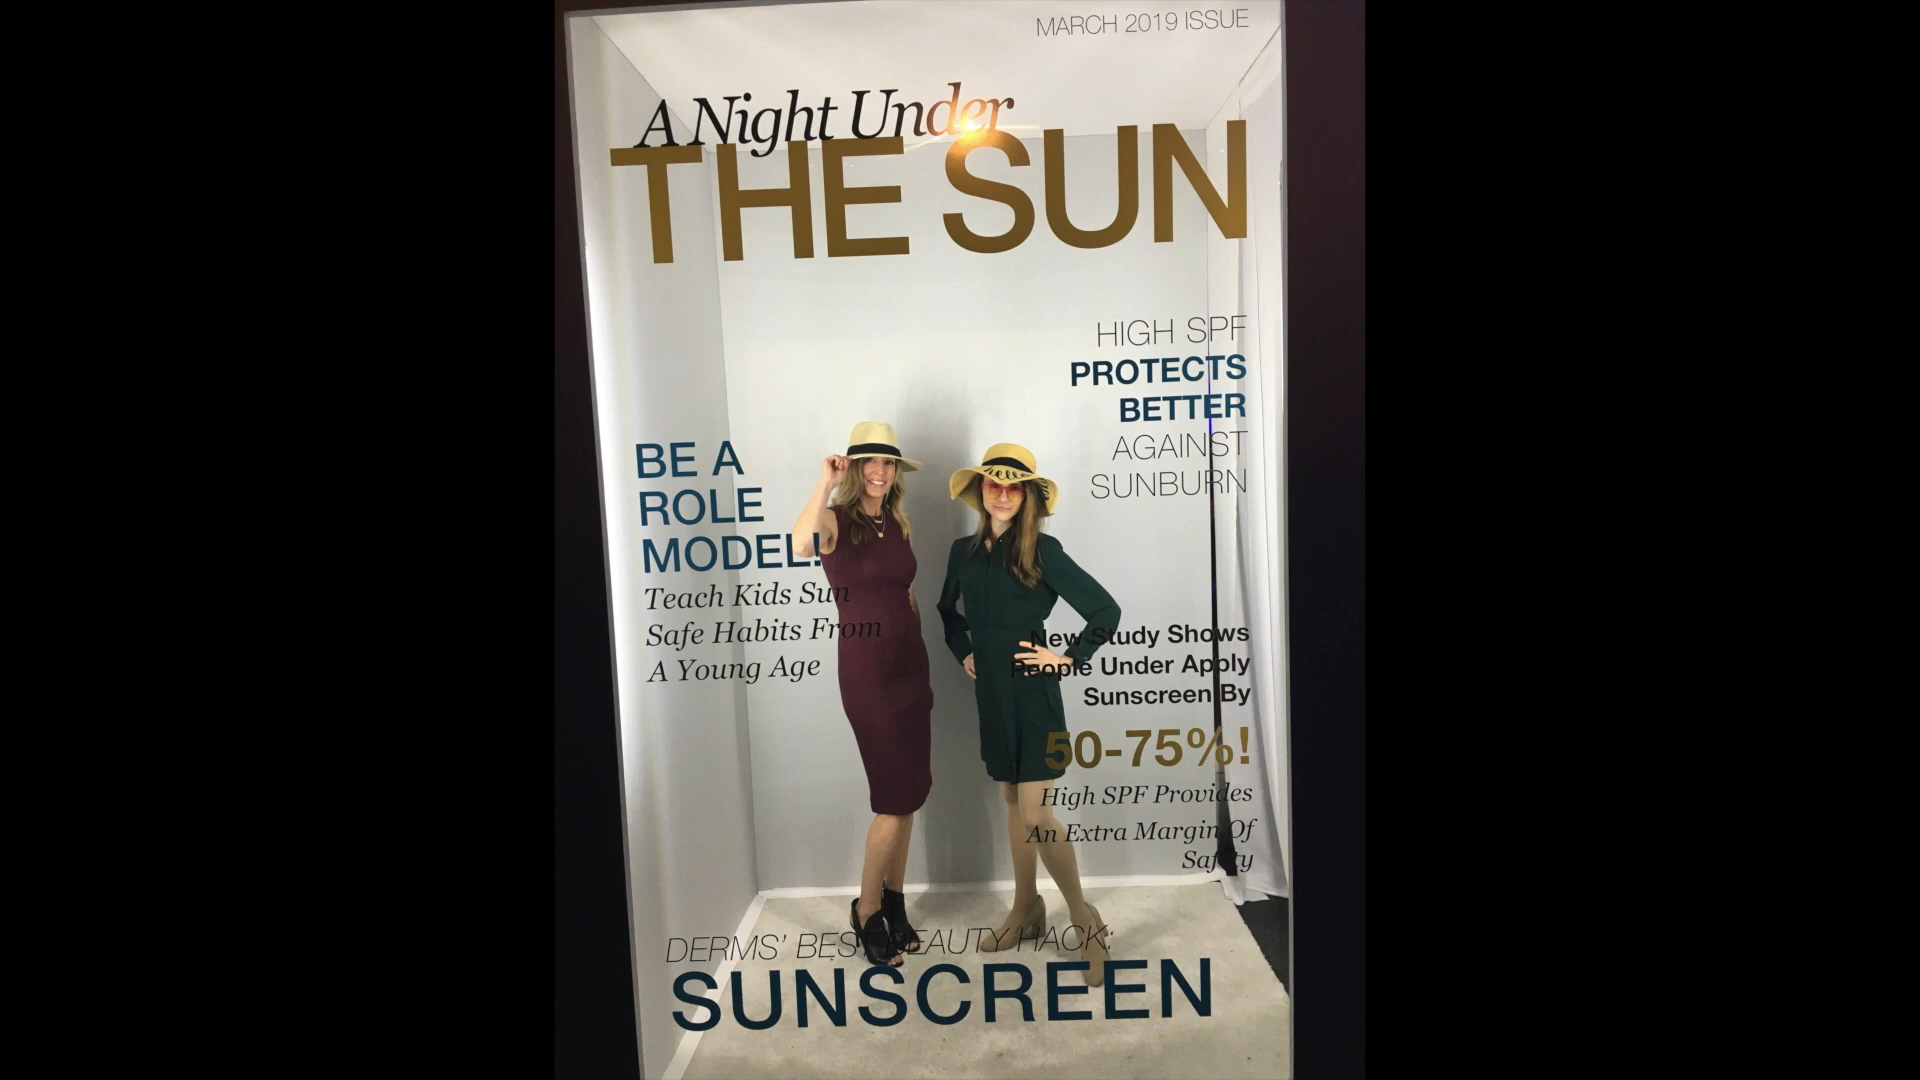 MARCH 2019 ISSUE
A Night Under
THE SUN
HIGH SPF
PROTECTS
BETTER
AGAINST
SUNBURN
BE A
ROLE
MODEL!
Teach Kids Sun
Safe Habits From
A Young Age
hello
New Study Shows
People Under Apply
Sunscreen By
50-75%!
High SPF Provides
An Extra Margin Of
Safety
DERMS' BEST BEAUTY HACK:
SUNSCREEN